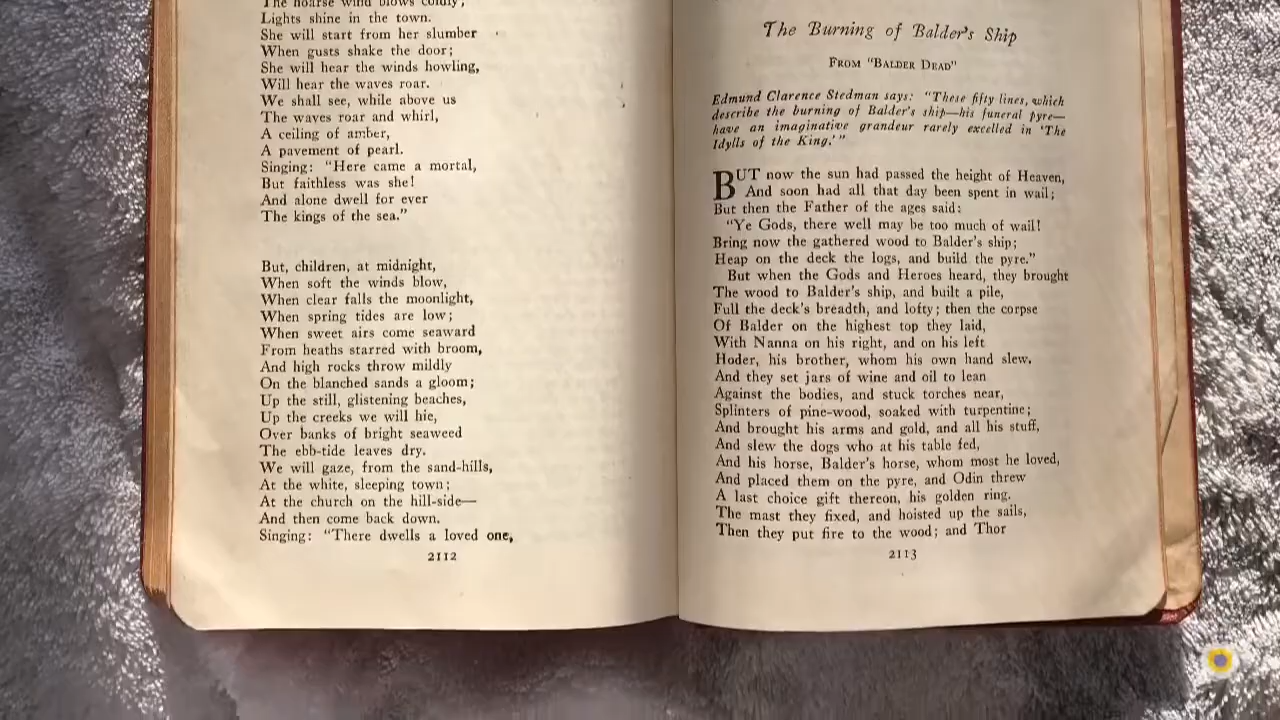 The hoarse wind blows coldly,
Lights shine in the town.
She will start from her slumber
When gusts shake the door;
She will hear the winds howling,
Will hear the waves roar.
We shall see, while above us
The waves roar and whirl,
A ceiling of amber,
A pavement of pearl.
Singing: "Here came a mortal,
But faithless was she!
And alone dwell for ever
The kings of the sea."
But, children, at midnight,
When soft the winds blow,
When clear falls the moonlight,
When spring tides are low;
When sweet airs come seaward
From heaths starred with broom,
And high rocks throw mildly
On the blanched sands a gloom;
Up the still, glistening beaches,
Up the creeks we will hie,
Over banks of bright seaweed
The ebb-tide leaves dry.
We will gaze, from the sand-hills,
At the white, sleeping town;
At the church on the hill-side—
And then come back down.
Singing: "There dwells a loved one,
2112
The Burning of Balder's Ship
FROM "BALDER DEAD"
Edmund Clarence Stedman says: "These fifty lines, which
describe the burning of Balder's ship—his funeral pyre—
have an imaginative grandeur rarely excelled in 'The
Idylls of the King.'"
BUT now the sun had passed the height of Heaven,
And soon had all that day been spent in wail;
But then the Father of the ages said:
"Ye Gods, there well may be too much of wail!
Bring now the gathered wood to Balder's ship;
Heap on the deck the logs, and build the pyre."
But when the Gods and Heroes heard, they brought
The wood to Balder's ship, and built a pile,
Full the deck's breadth, and lofty; then the corpse
Of Balder on the highest top they laid,
With Nanna on his right, and on his left
Hoder, his brother, whom his own hand slew.
And they set jars of wine and oil to lean
Against the bodies, and stuck torches near,
Splinters of pine-wood, soaked with turpentine;
And brought his arms and gold, and all his stuff,
And slew the dogs who at his table fed,
And his horse, Balder's horse, whom most he loved,
And placed them on the pyre, and Odin threw
A last choice gift thereon, his golden ring.
The mast they fixed, and hoisted up the sails,
Then they put fire to the wood; and Thor
2113